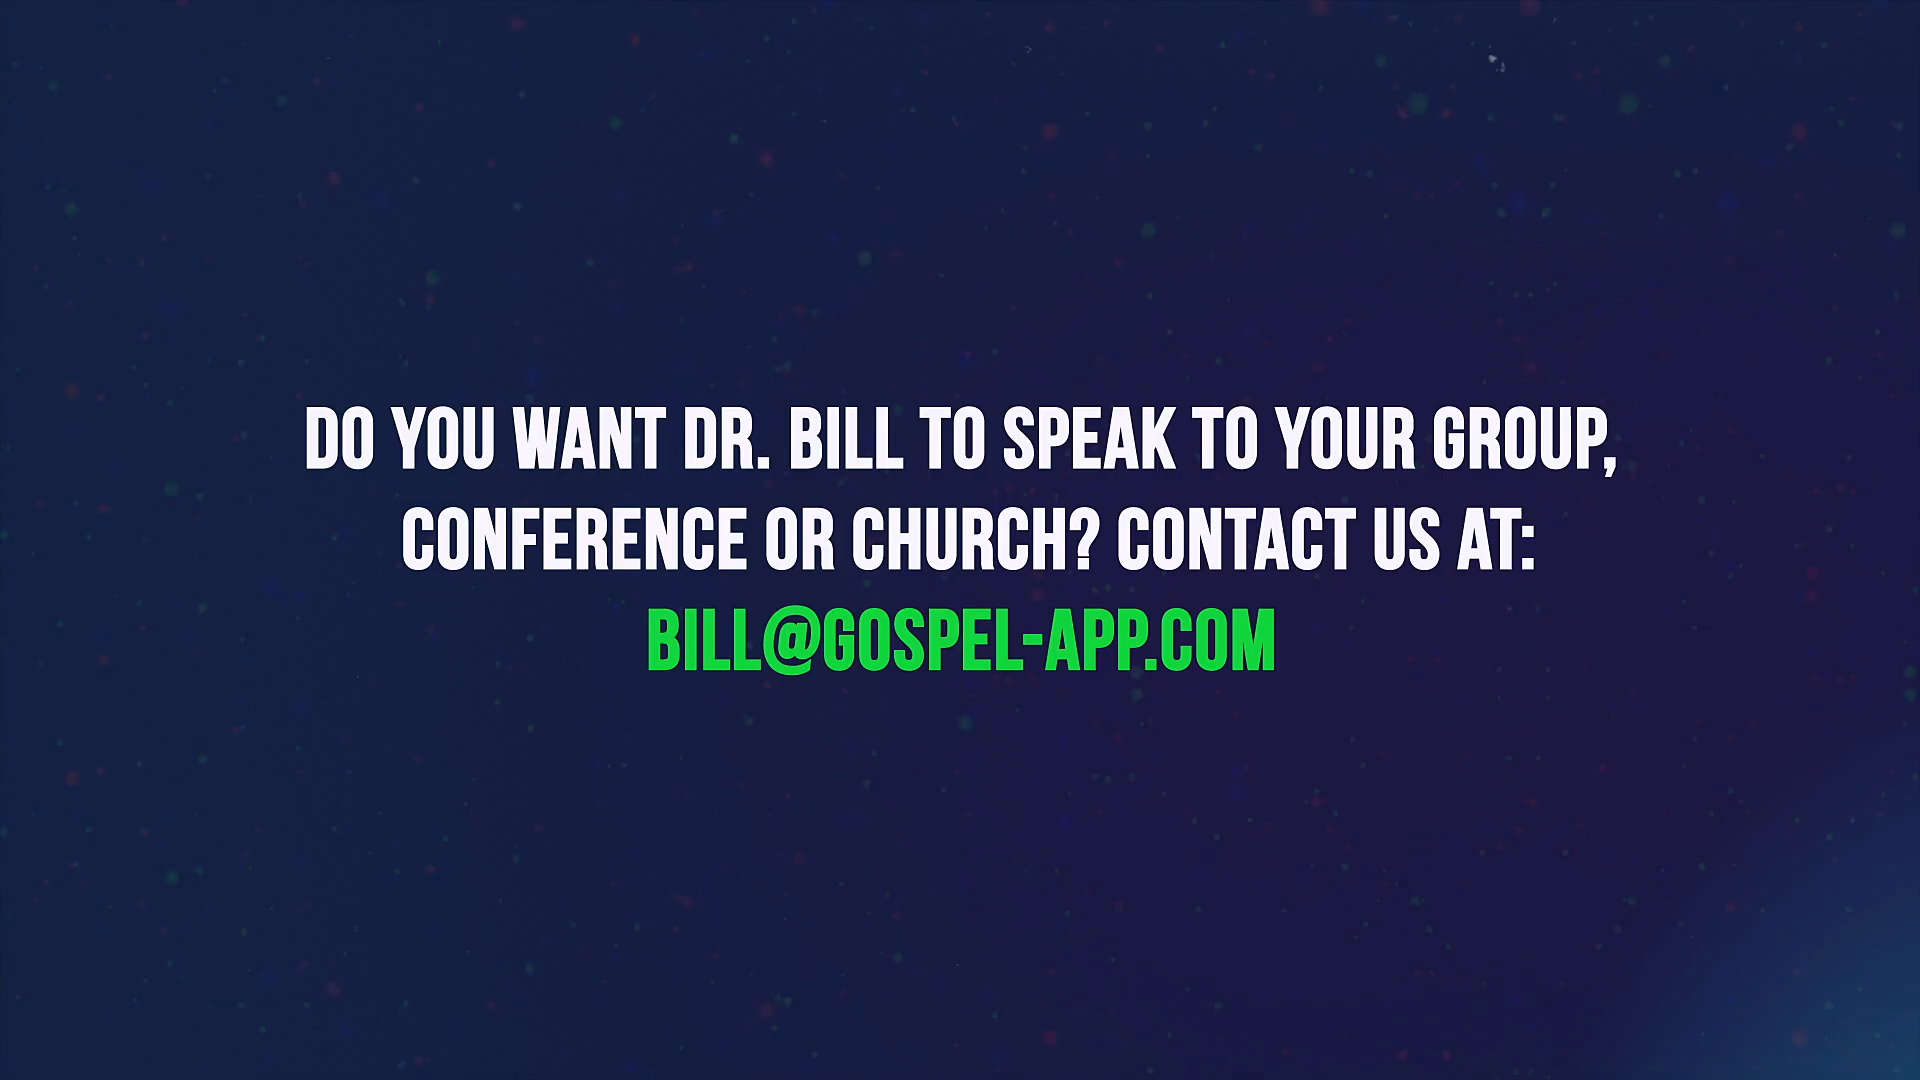 DO YOU WANT DR. BILL TO SPEAK TO YOUR GROUP,
CONFERENCE OR CHURCH? CONTACT US AT:
BILL@GOSPEL-APP.COM